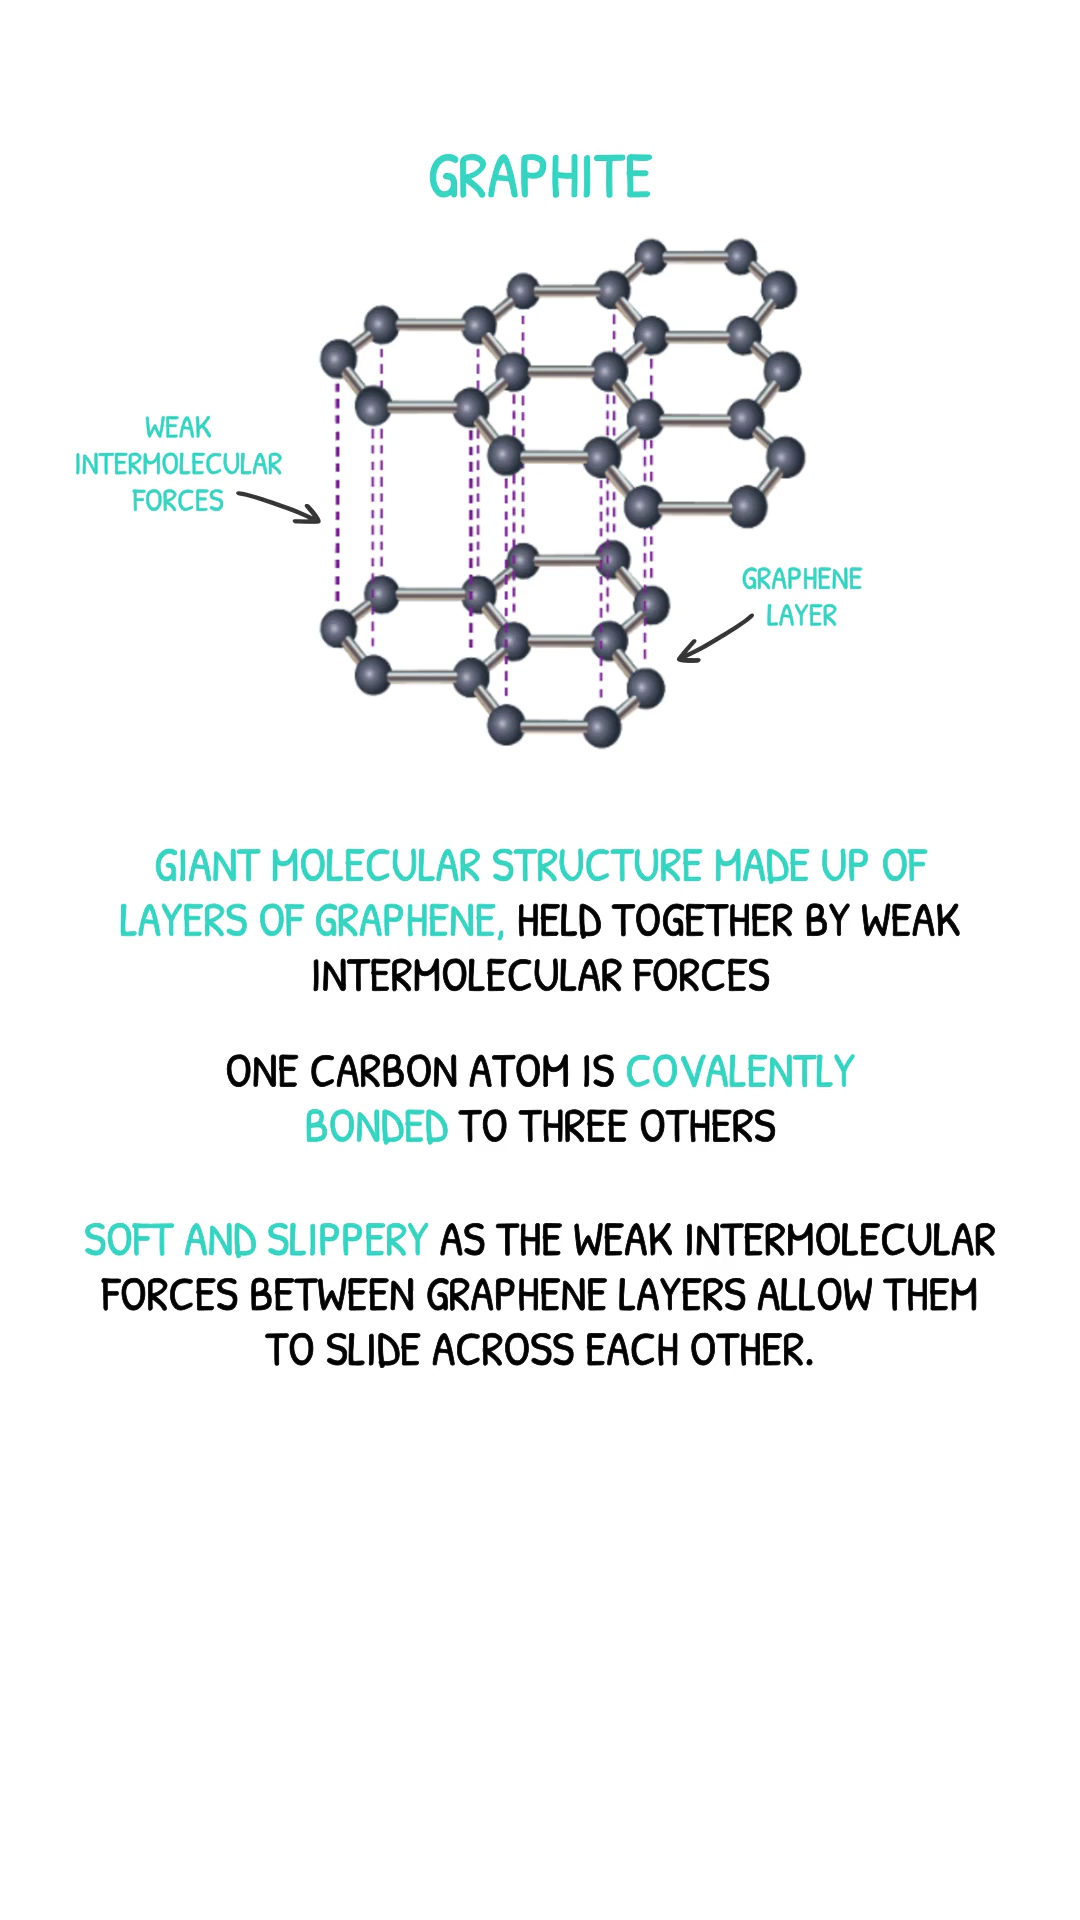 GRAPHITE
WEAK
INTERMOLECULAR
FORCES
GRAPHENE
LAYER
GIANT MOLECULAR STRUCTURE MADE UP OF
LAYERS OF GRAPHENE, HELD TOGETHER BY WEAK
INTERMOLECULAR FORCES
ONE CARBON ATOM IS COVALENTLY
BONDED TO THREE OTHERS
SOFT AND SLIPPERY AS THE WEAK INTERMOLECULAR
FORCES BETWEEN GRAPHENE LAYERS ALLOW THEM
TO SLIDE ACROSS EACH OTHER.